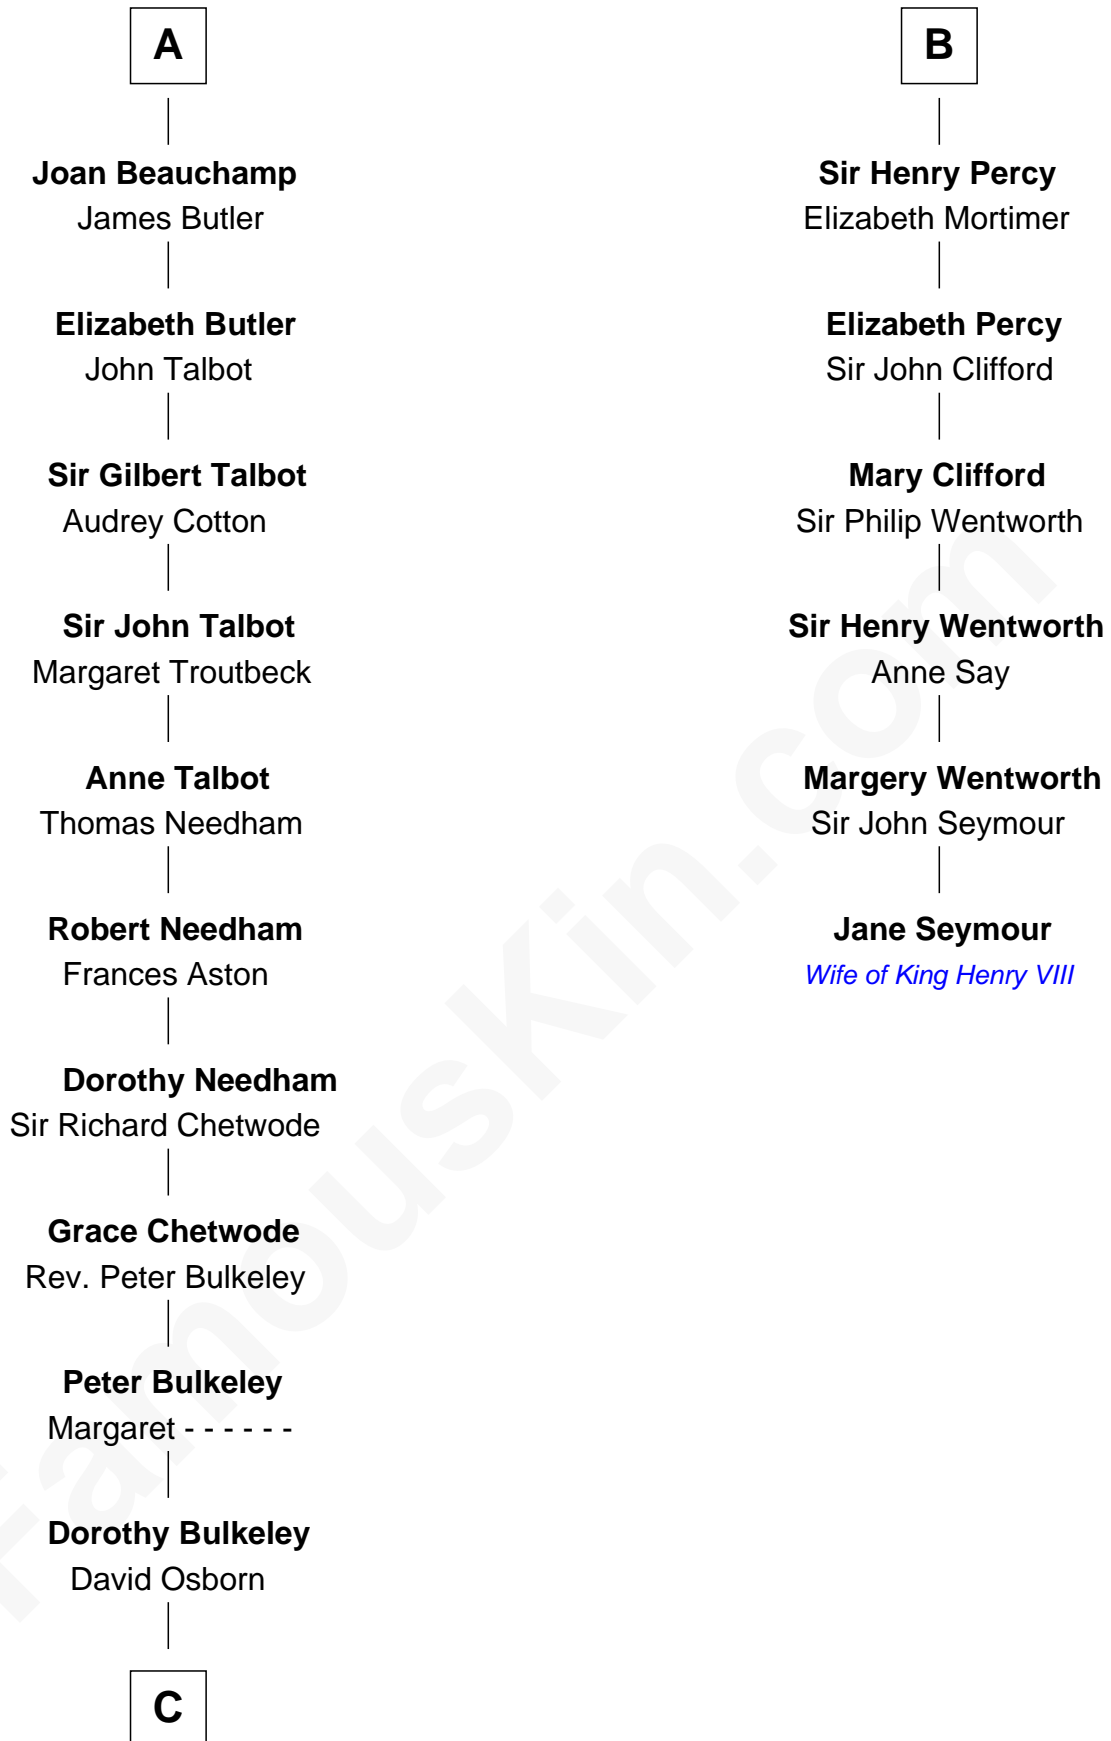 A
Joan Beauchamp
James Butler
Elizabeth Butler
John Talbot
Sir Gilbert Talbot
Audrey Cotton
Sir John Talbot
Margaret Troutbeck
Anne Talbot
Thomas Needham
Robert Needham
Frances Aston
Dorothy Needham
Sir Richard Chetwode
Grace Chetwode
Rev. Peter Bulkeley
Peter Bulkeley
Margaret - - - - - -
Dorothy Bulkeley
David Osborn
C
B
Sir Henry Percy
Elizabeth Mortimer
Elizabeth Percy
Sir John Clifford
Mary Clifford
Sir Philip Wentworth
Sir Henry Wentworth
Anne Say
Margery Wentworth
Sir John Seymour
Jane Seymour
Wife of King Henry VIII
FamousKin.com